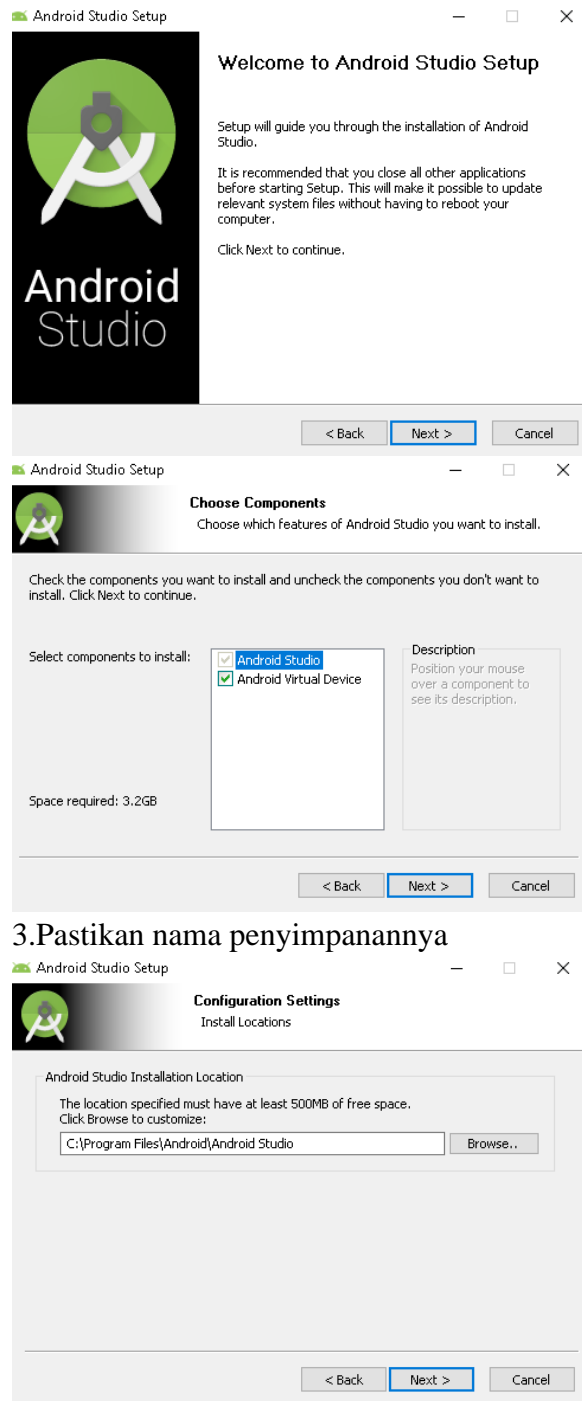 Android Studio Setup
Welcome to Android Studio Setup
Setup will guide you through the installation of Android
Studio.
It is recommended that you close all other applications
before starting Setup. This will make it possible to update
relevant system files without having to reboot your
computer.
Click Next to continue.
Android
Studio
< Back Next > Cancel
Android Studio Setup
Choose Components
Choose which features of Android Studio you want to install.
Check the components you want to install and uncheck the components you don't want to
install. Click Next to continue.
Select components to install:
Android Studio
Android Virtual Device
Description
Position your mouse
over a component to
see its description.
Space required: 3.2GB
< Back Next > Cancel
3.Pastikan nama penyimpanannya
Android Studio Setup
Configuration Settings
Install Locations
Android Studio Installation Location
The location specified must have at least 500MB of free space.
Click Browse to customize:
C:\Program Files\Android\Android Studio Browse..
< Back Next > Cancel